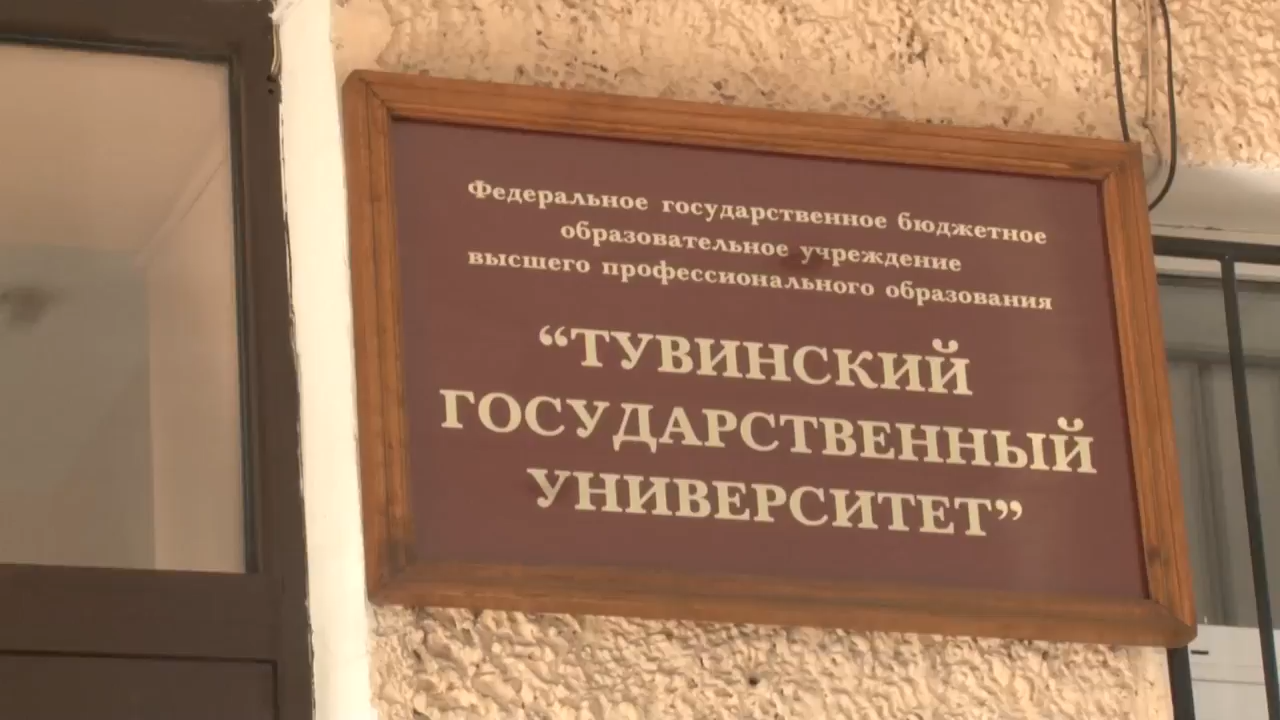 Федеральное государственное бюджетное
образовательное учреждение
высшего профессионального образования
“ТУВИНСКИЙ
ГОСУДАРСТВЕННЫЙ
УНИВЕРСИТЕТ”